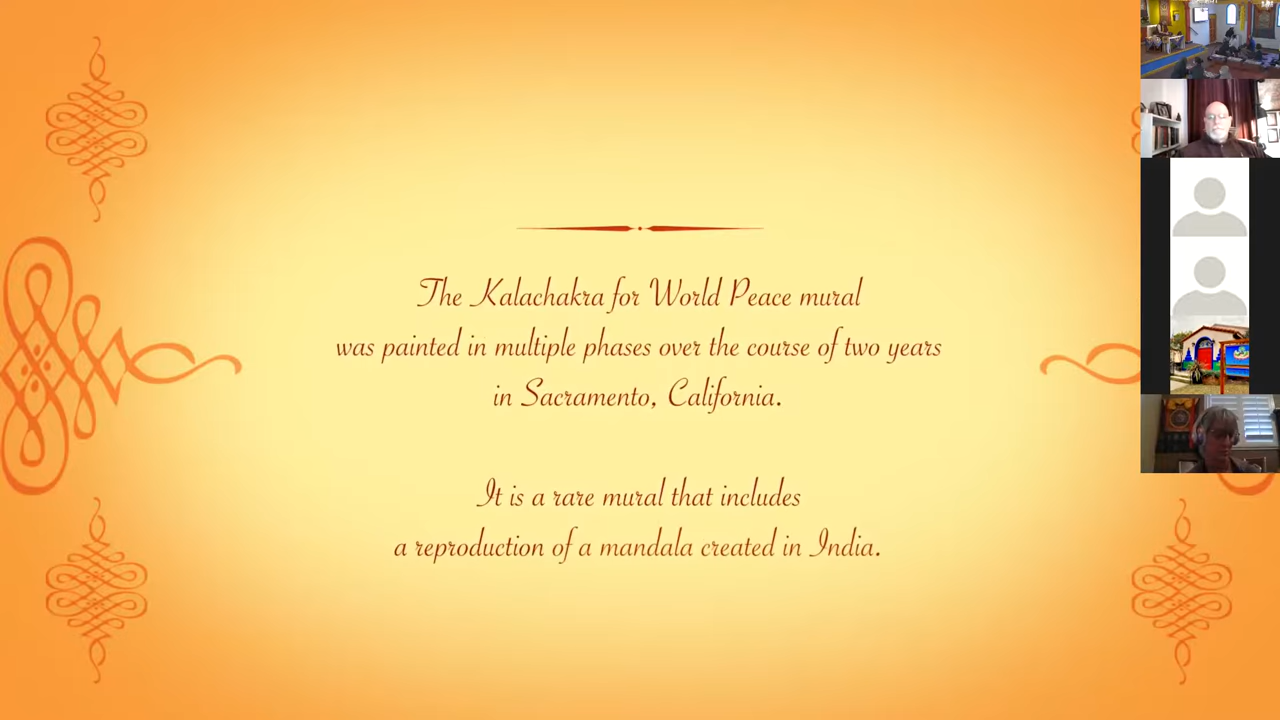 The Kalachakra for World Peace mural
was painted in multiple phases over the course of two years
in Sacramento, California.
It is a rare mural that includes
a reproduction of a mandala created in India.